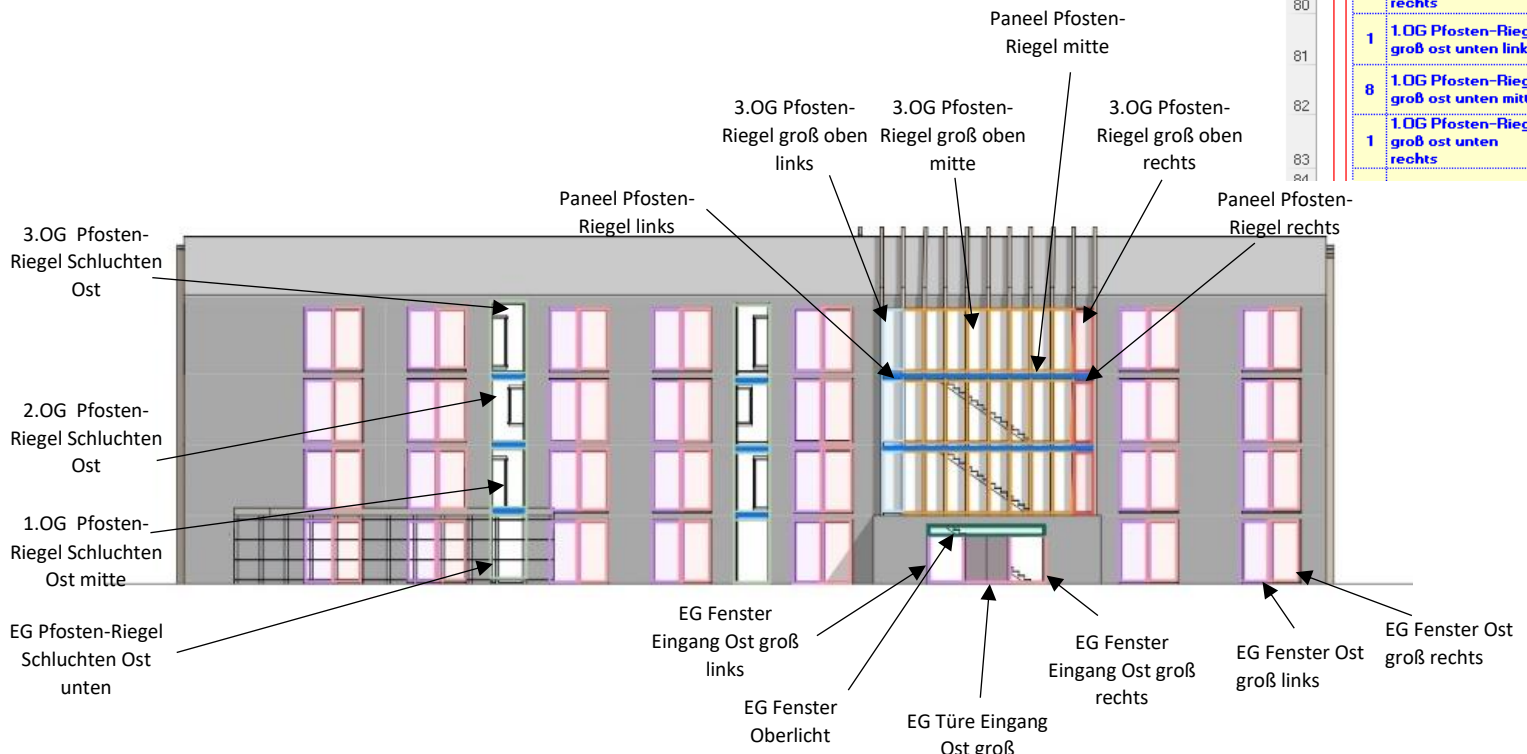 80
rechts
81
1
1.OG Pfosten-Rieg
groß ost unten link
82
8
1.OG Pfosten-Rieg
groß ost unten mitt
83
1
1.OG Pfosten-Rieg
groß ost unten
rechts
84
Paneel Pfosten-
Riegel mitte
3.OG Pfosten-
Riegel groß oben
links
3.OG Pfosten-
Riegel groß oben
mitte
3.OG Pfosten-
Riegel groß oben
rechts
Paneel Pfosten-
Riegel links
Paneel Pfosten-
Riegel rechts
3.OG Pfosten-
Riegel Schluchten
Ost
2.OG Pfosten-
Riegel Schluchten
Ost
1.OG Pfosten-
Riegel Schluchten
Ost mitte
EG Pfosten-Riegel
Schluchten Ost
unten
EG Fenster
Eingang Ost groß
links
EG Fenster
Oberlicht
EG Türe Eingang
Ost groß
EG Fenster
Eingang Ost groß
rechts
EG Fenster Ost
groß links
EG Fenster Ost
groß rechts